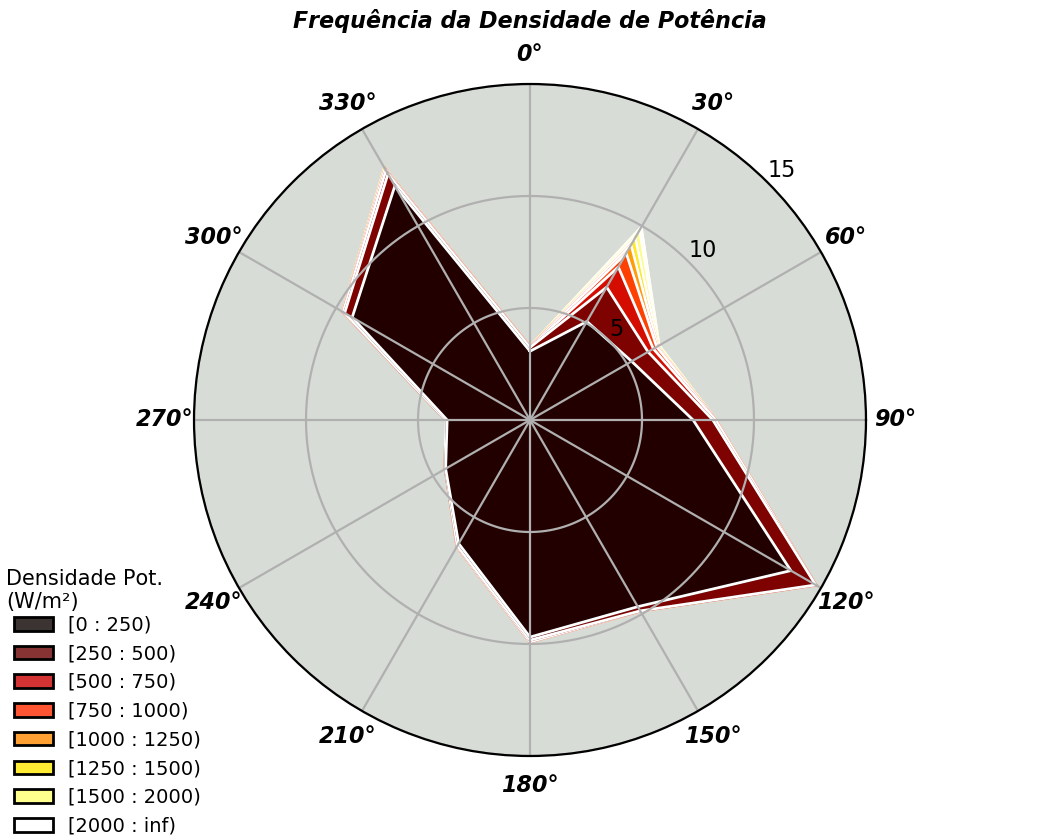 Frequência da Densidade de Potência
0°
330°
30°
15
300°
60°
10
5
270°
90°
Densidade Pot.
(W/m²)
240°
120°
[0 : 250)
[250 : 500)
[500 : 750)
[750 : 1000)
210°
150°
[1000 : 1250)
[1250 : 1500)
180°
[1500 : 2000)
[2000 : inf)